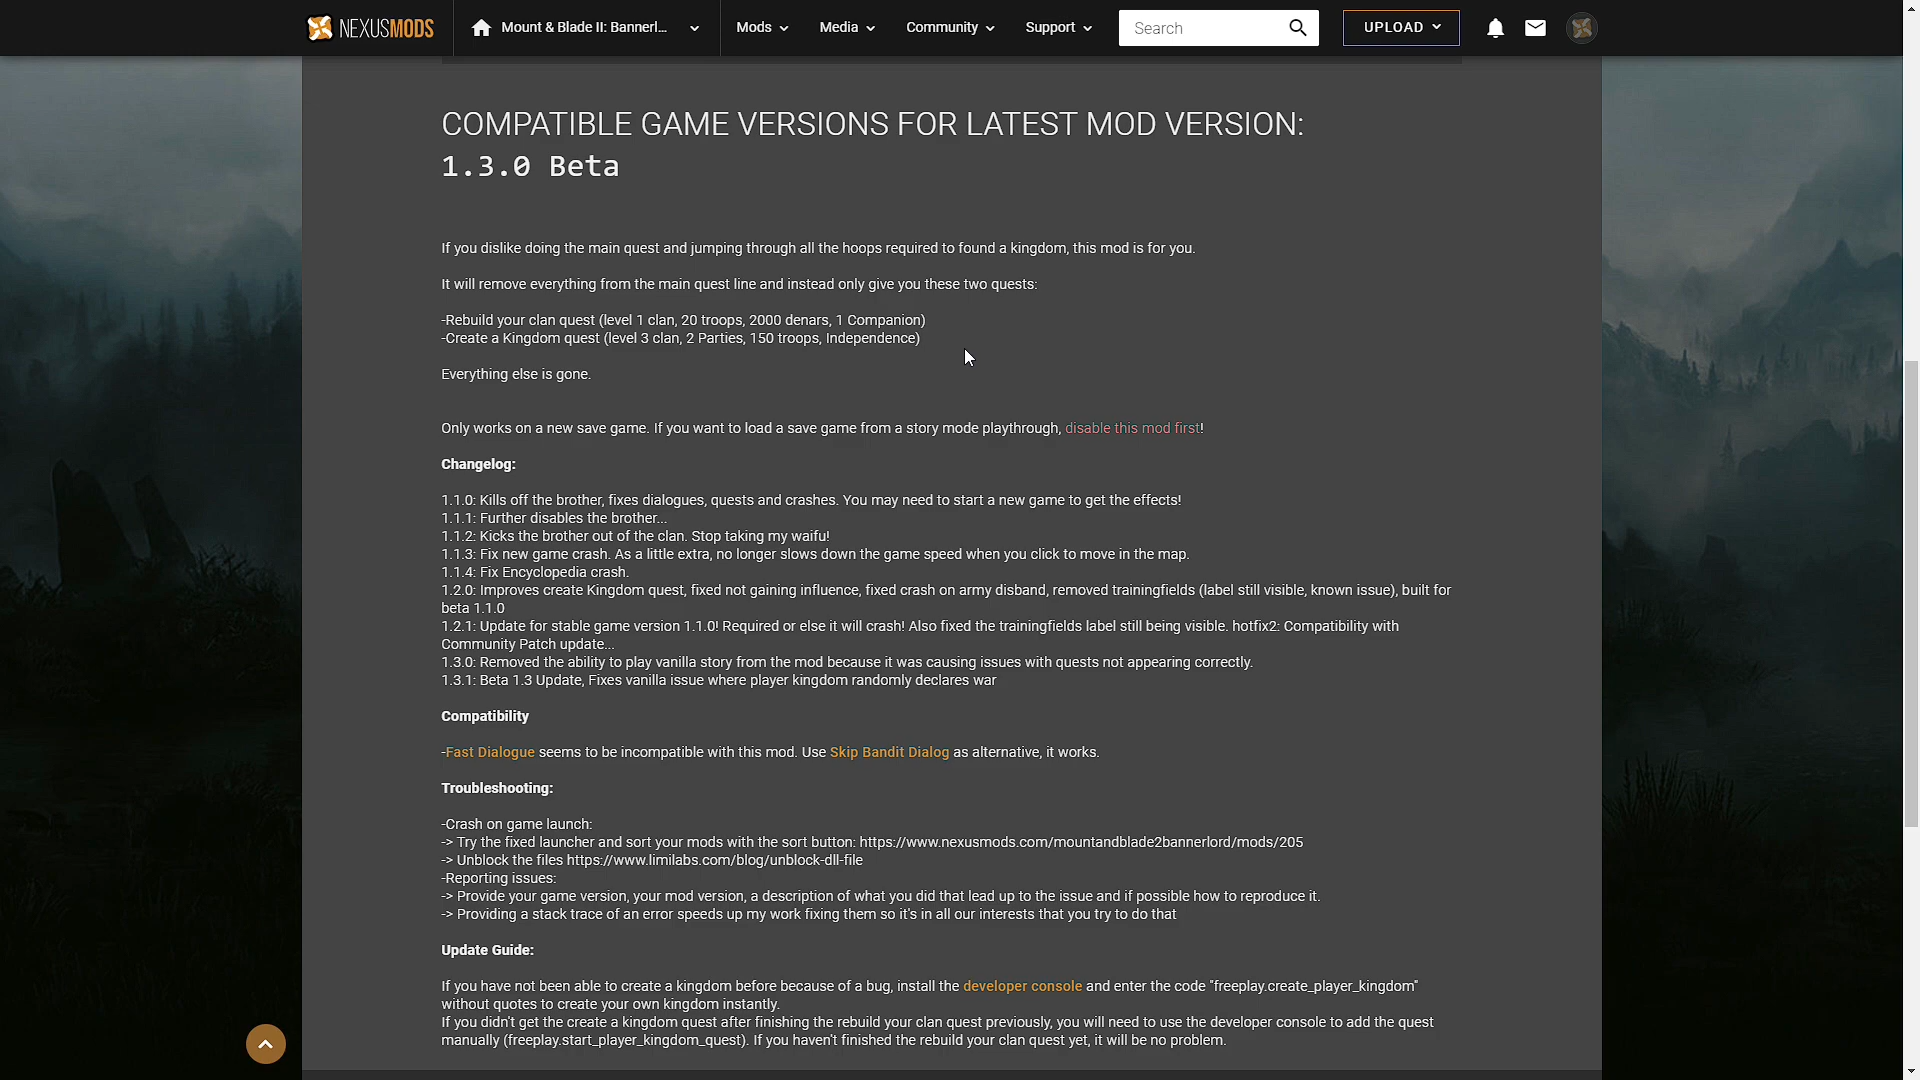 NEXUSMODS
Mount & Blade II: Bannerl...
Mods
Media
Community
Support
Search
UPLOAD
COMPATIBLE GAME VERSIONS FOR LATEST MOD VERSION:
1.3.0 Beta
If you dislike doing the main quest and jumping through all the hoops required to found a kingdom, this mod is for you.
It will remove everything from the main quest line and instead only give you these two quests:
-Rebuild your clan quest (level 1 clan, 20 troops, 2000 denars, 1 Companion)
-Create a Kingdom quest (level 3 clan, 2 Parties, 150 troops, Independence)
Everything else is gone.
Only works on a new save game. If you want to load a save game from a story mode playthrough, disable this mod first!
Changelog:
1.1.0: Kills off the brother, fixes dialogues, quests and crashes. You may need to start a new game to get the effects!
1.1.1: Further disables the brother...
1.1.2: Kicks the brother out of the clan. Stop taking my waifu!
1.1.3: Fix new game crash. As a little extra, no longer slows down the game speed when you click to move in the map.
1.1.4: Fix Encyclopedia crash.
1.2.0: Improves create Kingdom quest, fixed not gaining influence, fixed crash on army disband, removed trainingfields (label still visible, known issue), built for
beta 1.1.0
1.2.1: Update for stable game version 1.1.0! Required or else it will crash! Also fixed the trainingfields label still being visible. hotfix2: Compatibility with
Community Patch update...
1.3.0: Removed the ability to play vanilla story from the mod because it was causing issues with quests not appearing correctly.
1.3.1: Beta 1.3 Update, Fixes vanilla issue where player kingdom randomly declares war
Compatibility
-Fast Dialogue seems to be incompatible with this mod. Use Skip Bandit Dialog as alternative, it works.
Troubleshooting:
-Crash on game launch:
-> Try the fixed launcher and sort your mods with the sort button: https://www.nexusmods.com/mountandblade2bannerlord/mods/205
-> Unblock the files https://www.limilabs.com/blog/unblock-dll-file
-Reporting issues:
-> Provide your game version, your mod version, a description of what you did that lead up to the issue and if possible how to reproduce it.
-> Providing a stack trace of an error speeds up my work fixing them so it's in all our interests that you try to do that
Update Guide:
If you have not been able to create a kingdom before because of a bug, install the developer console and enter the code "freeplay.create_player_kingdom"
without quotes to create your own kingdom instantly.
If you didn't get the create a kingdom quest after finishing the rebuild your clan quest previously, you will need to use the developer console to add the quest
manually (freeplay.start_player_kingdom_quest). If you haven't finished the rebuild your clan quest yet, it will be no problem.